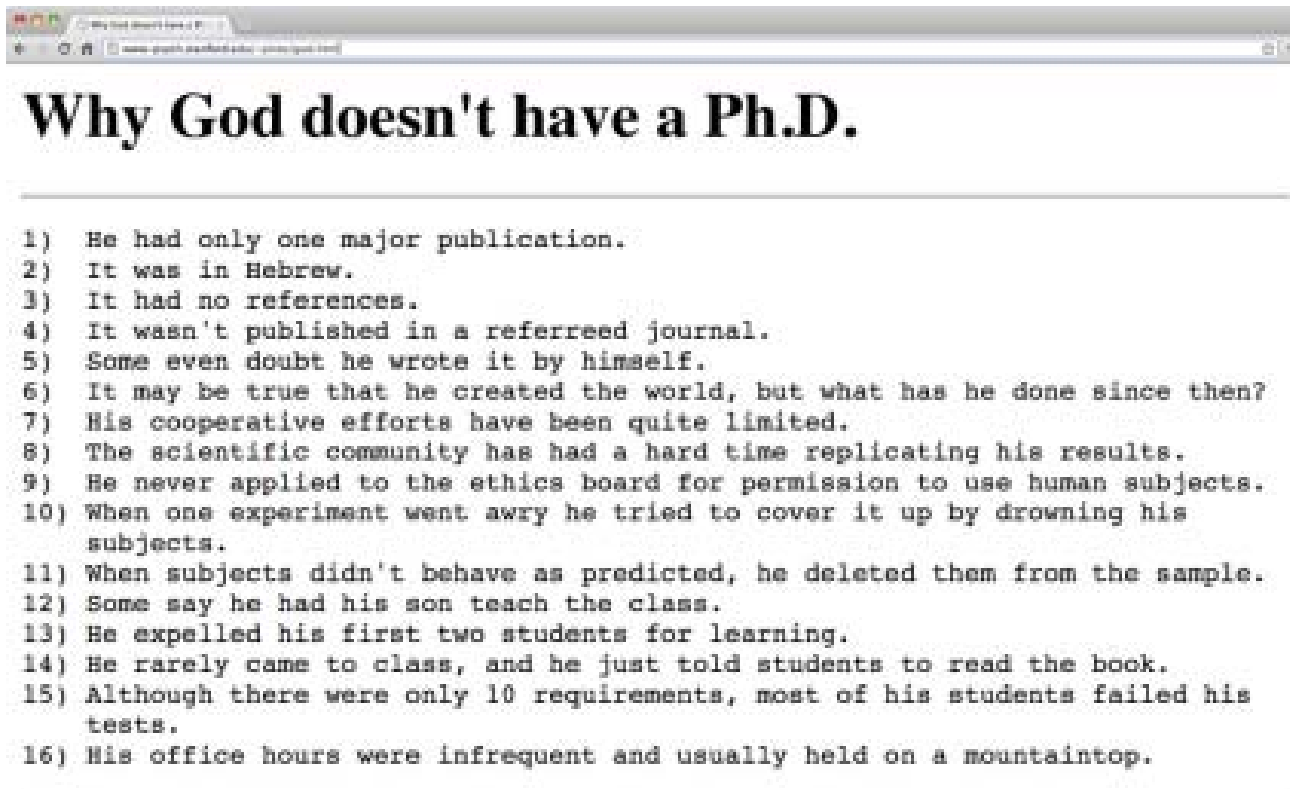 Why God doesn't have a Ph.D.
1) He had only one major publication.
2) It was in Hebrew.
3) It had no references.
4) It wasn't published in a referreed journal.
5) Some even doubt he wrote it by himself.
6) It may be true that he created the world, but what has he done since then?
7) His cooperative efforts have been quite limited.
8) The scientific community has had a hard time replicating his results.
9) He never applied to the ethics board for permission to use human subjects.
10) When one experiment went awry he tried to cover it up by drowning his
subjects.
11) When subjects didn't behave as predicted, he deleted them from the sample.
12) Some say he had his son teach the class.
13) He expelled his first two students for learning.
14) He rarely came to class, and he just told students to read the book.
15) Although there were only 10 requirements, most of his students failed his
tests.
16) His office hours were infrequent and usually held on a mountaintop.